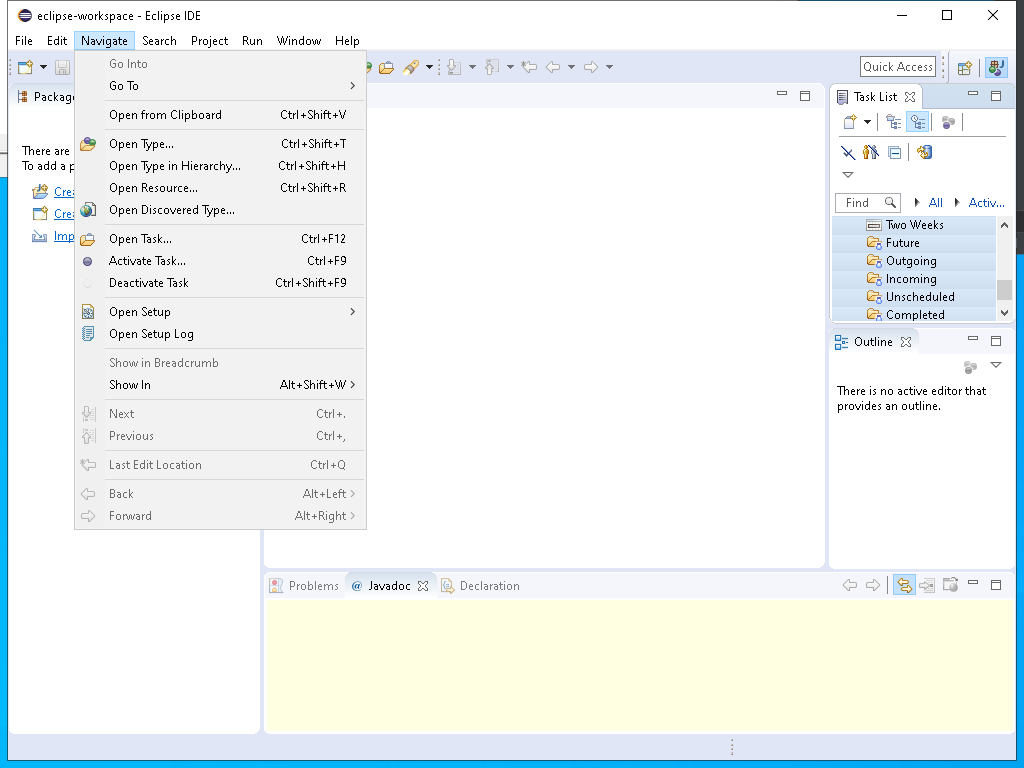 eclipse-workspace - Eclipse IDE
File Edit Navigate Search Project Run Window Help
Quick Access
Go Into
Go To
Open from Clipboard Ctrl+Shift+V
Open Type... Ctrl+Shift+T
Open Type in Hierarchy... Ctrl+Shift+H
Open Resource... Ctrl+Shift+R
Open Discovered Type...
Open Task... Ctrl+F12
Activate Task... Ctrl+F9
Deactivate Task Ctrl+Shift+F9
Open Setup
Open Setup Log
Show in Breadcrumb
Show In Alt+Shift+W
Next Ctrl+.
Previous Ctrl+,
Last Edit Location Ctrl+Q
Back Alt+Left
Forward Alt+Right
Packag
There are
To add a p
Crea
Crea
Imp
Task List
Find All Activ...
Two Weeks
Future
Outgoing
Incoming
Unscheduled
Completed
Outline
There is no active editor that
provides an outline.
Problems @ Javadoc Declaration